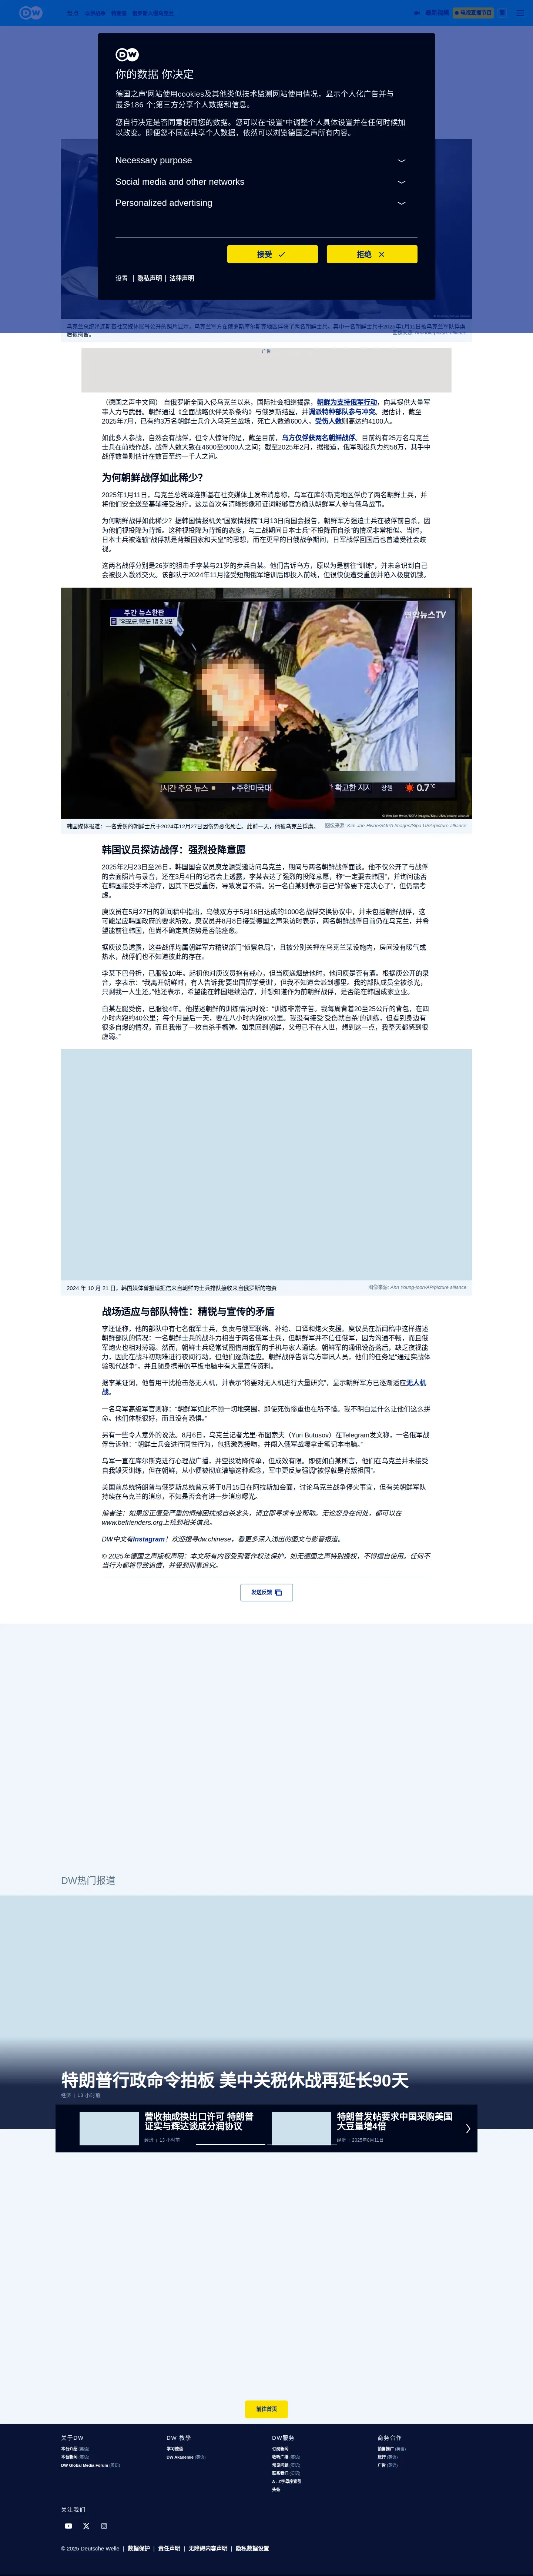 DW
以哈战争 特朗普 俄罗斯入侵乌克兰
最新视频
DW
你的数据 你决定
德国之声'网站使用cookies及其他类似技术监测网站使用情况，显示个人化广告并与
最多186 个;第三方分享个人数据和信息。
您自行决定是否同意使用您的数据。您可以在“设置”中调整个人具体设置并在任何时候加
以改变。即使您不同意共享个人数据，依然可以浏览德国之声所有内容。
Necessary purpose
Social media and other networks
Personalized advertising
接受
拒绝
设置 | 隐私声明 | 法律声明
广告
（德国之声中文网） 自俄罗斯全面入侵乌克兰以来，国际社会相继揭露，朝鲜为支持俄军行动，向其提供大量军
事人力与武器。朝鲜通过《全面战略伙伴关系条约》与俄罗斯结盟，并调派特种部队参与冲突。据估计，截至
2025年7月，已有约3万名朝鲜士兵介入乌克兰战场，死亡人数逾600人，受伤人数则高达约4100人。
如此多人参战，自然会有战俘，但令人惊讶的是，截至目前，乌方仅俘获两名朝鲜战俘。目前约有25万名乌克兰
士兵在前线作战，战俘人数大致在4600至8000人之间；截至2025年2月，据报道，俄军现役兵力约58万，其中乎
战俘数量则估计在数百至约一千人之间。
为何朝鲜战俘如此稀少？
2025年1月11日，乌克兰总统泽连斯基在社交媒体上发布消息称，乌军在库尔斯克地区俘虏了两名朝鲜士兵，并
将他们安全送至基辅接受治疗。这是首次有清晰影像和证词能够官方确认朝鲜军人参与俄乌战事。
为何朝鲜战俘如此稀少？据韩国情报机关“国家情报院”1月13日向国会报告，朝鲜军方强迫士兵在被俘前自杀，因
为他们视投降为背叛。这种视投降为背叛的态度，与二战期间日本士兵“不投降而自杀”的情况非常相似。当时，
日本士兵被灌输“战俘就是背叛国家和天皇”的思想，而在更早的日俄战争期间，日军战俘回国后也曾遭受社会歧
视。
这两名战俘分别是26岁的狙击手李某与21岁的步兵白某。他们告诉乌方，原以为是前往“训练”，并未意识到自己
会被投入激烈交火。该部队于2024年11月接受短期俄军培训后即投入前线，但很快便遭受重创并陷入极度饥饿。
주간 뉴스한판
연합뉴스TV
"우크라군, 북한군 1명 첫 생포"
시간 주요 뉴스
▸주한미국대
확고한 지지
창원 0.7℃
© Kim Jae-Hwan/SOPA Images/Sipa USA/picture alliance
韩国媒体报道：一名受伤的朝鲜士兵于2024年12月27日因伤势恶化死亡。此前一天，他被乌克兰俘虏。
图像来源: Kim Jae-Hwan/SOPA Images/Sipa USA/picture alliance
韩国议员探访战俘：强烈投降意愿
2025年2月23日至26日，韩国国会议员庾龙源受邀访问乌克兰，期间与两名朝鲜战俘面谈。他不仅公开了与战俘
的会面照片与录音，还在3月4日的记者会上透露，李某表达了强烈的投降意愿，称“一定要去韩国”，并询问能否
在韩国接受手术治疗，因其下巴受重伤，导致发音不清。另一名白某则表示自己“好像要下定决心了”，但仍需考
虑。
庾议员在5月27日的新闻稿中指出，乌俄双方于5月16日达成的1000名战俘交换协议中，并未包括朝鲜战俘，这
可能是应韩国政府的要求所致。庾议员并8月8日接受德国之声采访时表示，两名朝鲜战俘目前仍在乌克兰，并希
望能前往韩国，但尚不确定其伤势是否能痊愈。
据庾议员透露，这些战俘均属朝鲜军方精锐部门“侦察总局”，且被分别关押在乌克兰某设施内，房间没有暖气或
热水，战俘们也不知道彼此的存在。
李某下巴骨折，已服役10年。起初他对庾议员抱有戒心，但当庾递烟给他时，他问庾是否有酒。根据庾公开的录
音，李表示：“我离开朝鲜时，有人告诉我‘要出国留学受训’，但我不知道会派到哪里。我的部队成员全被杀死，
只剩我一人生还。”他还表示，希望能在韩国继续治疗，并想知道作为前朝鲜战俘，是否能在韩国成家立业。
白某左腿受伤，已服役4年。他描述朝鲜的训练情况时说：“训练非常辛苦。我每周背着20至25公斤的背包，在四
小时内跑约40公里；每个月最后一天，要在八小时内跑80公里。我没有接受‘受伤就自杀’的训练，但看到身边有
很多自爆的情况，而且我带了一枚自杀手榴弹。如果回到朝鲜，父母已不在人世，想到这一点，我整天都感到很
虚弱。”
2024 年 10 月 21 日，韩国媒体曾报道据信来自朝鲜的士兵排队接收来自俄罗斯的物资
图像来源: Ahn Young-joon/AP/picture alliance
战场适应与部队特性：精锐与宣传的矛盾
李还证称，他的部队中有七名俄军士兵，负责与俄军联络、补给、口译和炮火支援。庾议员在新闻稿中这样描述
朝鲜部队的情况：一名朝鲜士兵的战斗力相当于两名俄军士兵，但朝鲜军并不信任俄军，因为沟通不畅，而且俄
军炮火也相对薄弱。然而，朝鲜士兵经常试图借用俄军的手机与家人通话。朝鲜军的通讯设备落后，缺乏夜视能
力，因此在战斗初期难进行夜间行动，但他们逐渐适应。朝鲜战俘告诉乌方审讯人员，他们的任务是“通过实战体
验现代战争”，并且随身携带的平板电脑中有大量宣传资料。
据李某证词，他曾用干扰枪击落无人机，并表示“将要对无人机进行大量研究”，显示朝鲜军方已逐渐适应无人机
战。
一名乌军高级军官则称：“朝鲜军如此不顾一切地突围，即使死伤惨重也在所不惜。我不明白是什么让他们这么拼
命。他们体能很好，而且没有恐惧。”
另有一些令人意外的说法。8月6日，乌克兰记者尤里·布图索夫（Yuri Butusov）在Telegram发文称，一名俄军战
俘告诉他：“朝鲜士兵会进行同性行为，包括激烈接吻，并闯入俄军战壕拿走笔记本电脑。”
乌军一直在库尔斯克进行心理战广播，并空投劝降传单，但成效有限。即使如白某所言，他们在乌克兰并未接受
自我毁灭训练，但在朝鲜，从小便被彻底灌输这种观念，军中更反复强调“被俘就是背叛祖国”。
美国前总统特朗普与俄罗斯总统普京将于8月15日在阿拉斯加会面，讨论乌克兰战争停火事宜，但有关朝鲜军队
持续在乌克兰的消息，不知是否会有进一步消息曝光。
编者注：如果您正遭受严重的情绪困扰或自杀念头，请立即寻求专业帮助。无论您身在何处，都可以在
www.befrienders.org上找到相关信息。
DW中文有Instagram！欢迎搜寻dw.chinese，看更多深入浅出的图文与影音报道。
© 2025年德国之声版权声明：本文所有内容受到著作权法保护，如无德国之声特别授权，不得擅自使用。任何不
当行为都将导致追偿，并受到刑事追究。
发送反馈
DW热门报道
特朗普行政命令拍板 美中关税休战再延长90天
经济 | 13 小时前
营收抽成换出口许可 特朗普
证实与辉达谈成分润协议
经济 | 13 小时前
特朗普发帖要求中国采购美国
大豆量增4倍
经济 | 2025年8月11日
前往首页
关于DW
本台介绍 (英语)
本台新闻 (英语)
DW Global Media Forum (英语)
DW 教學
学习德语
DW Akademie (英语)
DW服务
订阅新闻
收听广播 (英语)
常见问题 (英语)
联系我们 (英语)
A - Z字母序索引
头条
商务合作
销售推广 (英语)
旅行 (英语)
广告 (英语)
关注我们
© 2025 Deutsche Welle | 数据保护 | 责任声明 | 无障碍内容声明 | 隐私数据设置